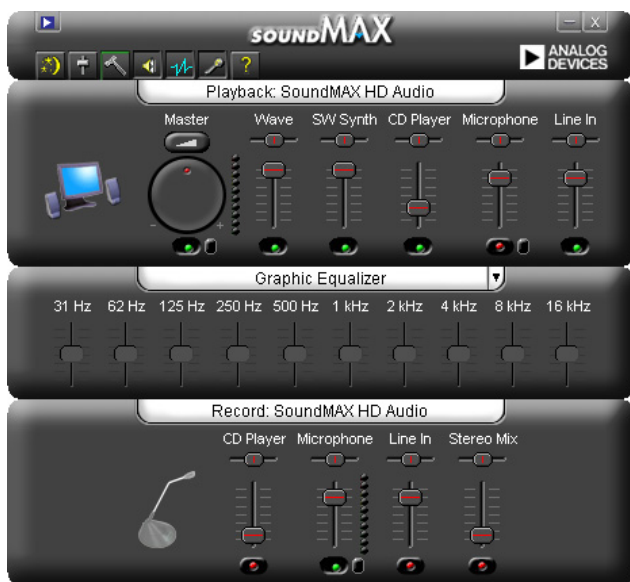 SOUNDMAX
ANALOG
DEVICES
Playback: SoundMAX HD Audio
Master Wave SW Synth CD Player Microphone Line In
- +
Graphic Equalizer
31 Hz 62 Hz 125 Hz 250 Hz 500 Hz 1 kHz 2 kHz 4 kHz 8 kHz 16 kHz
Record: SoundMAX HD Audio
CD Player Microphone Line In Stereo Mix